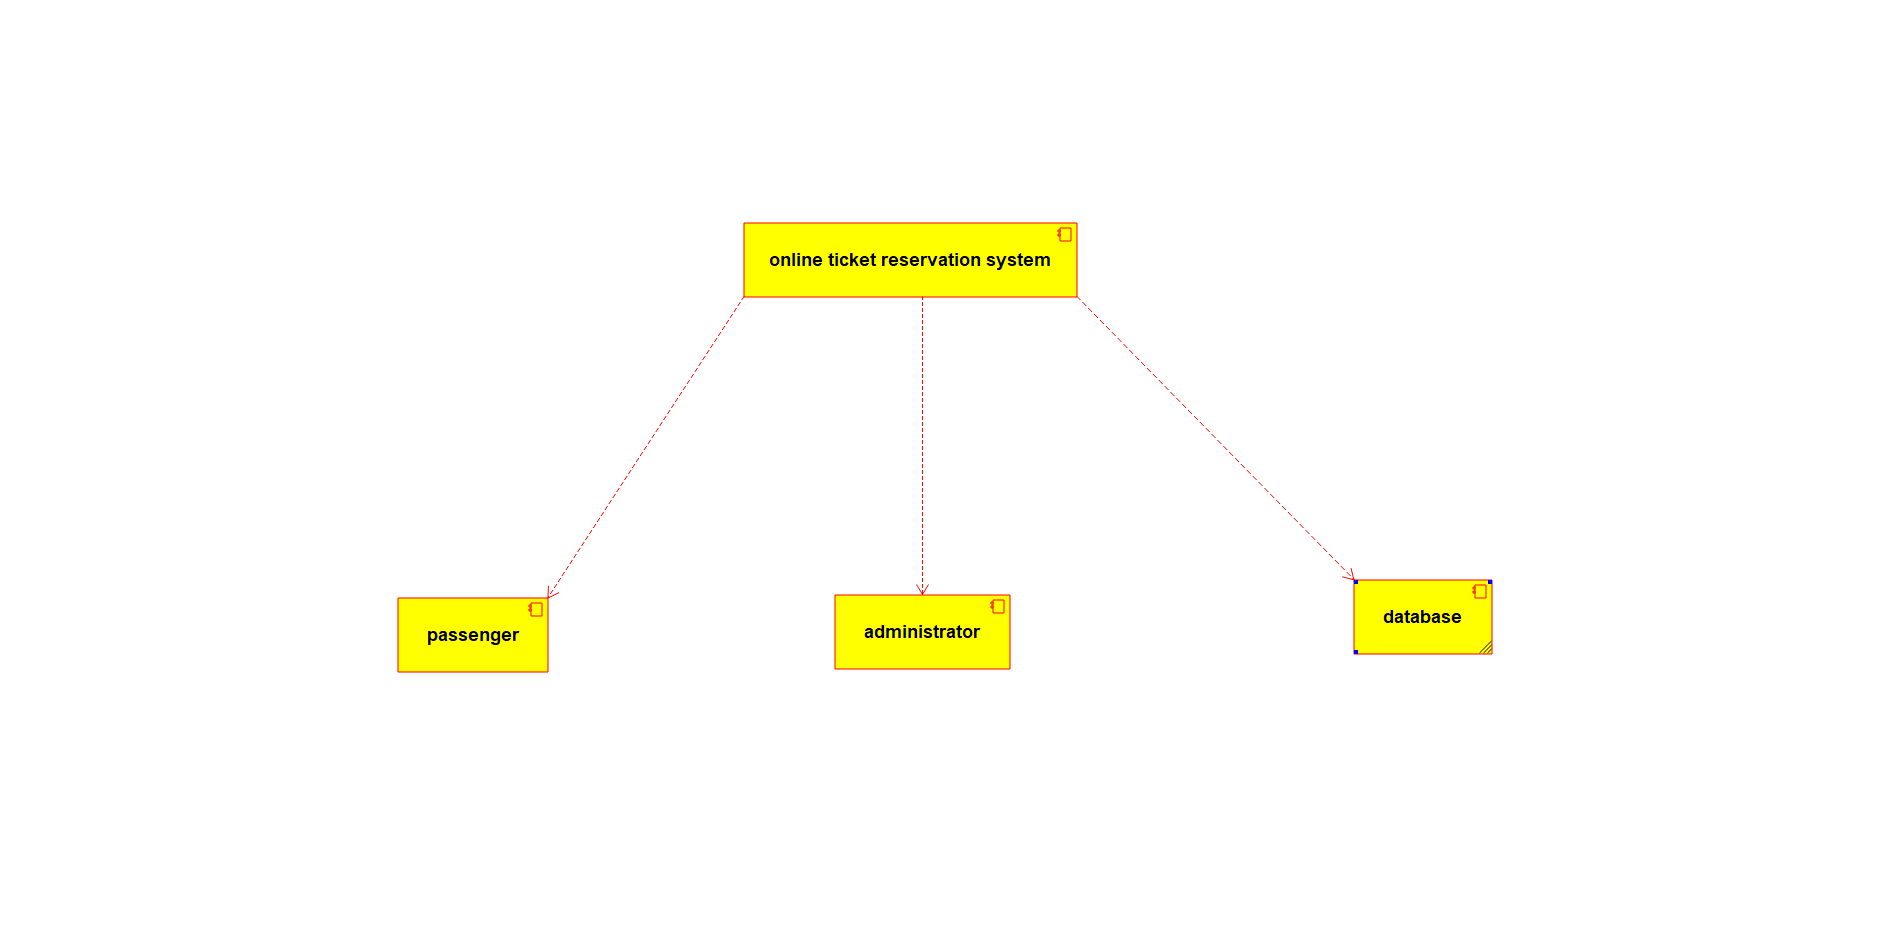 online ticket reservation system
passenger
administrator
database